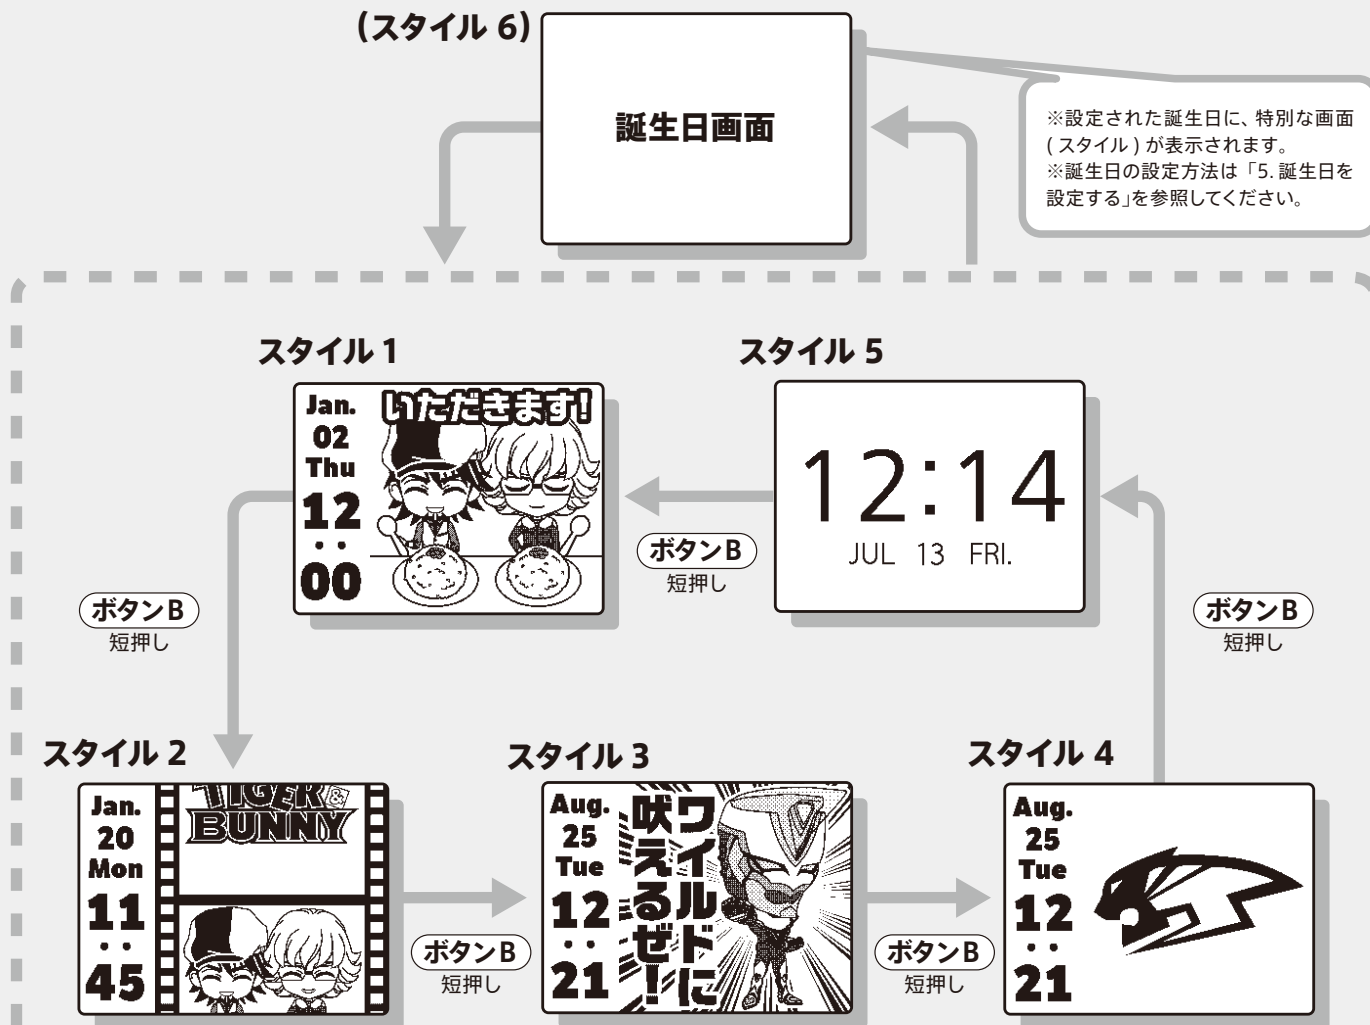 (スタイル 6)
誕生日画面
※設定された誕生日に、特別な画面
(スタイル)が表示されます。
※誕生日の設定方法は「5. 誕生日を
設定する」を参照してください。
スタイル 1
Jan.
02
Thu
12
:
00
いただきます!
スタイル 5
12:14
JUL 13 FRI.
ボタンB
短押し
ボタンB
短押し
ボタンB
短押し
スタイル 2
Jan.
20
Mon
11
:
45
TIGER &
BUNNY
ボタンB
短押し
スタイル 3
Aug.
25
Tue
12
:
21
ワイルドに
吠えるぜ!
ボタンB
短押し
スタイル 4
Aug.
25
Tue
12
:
21